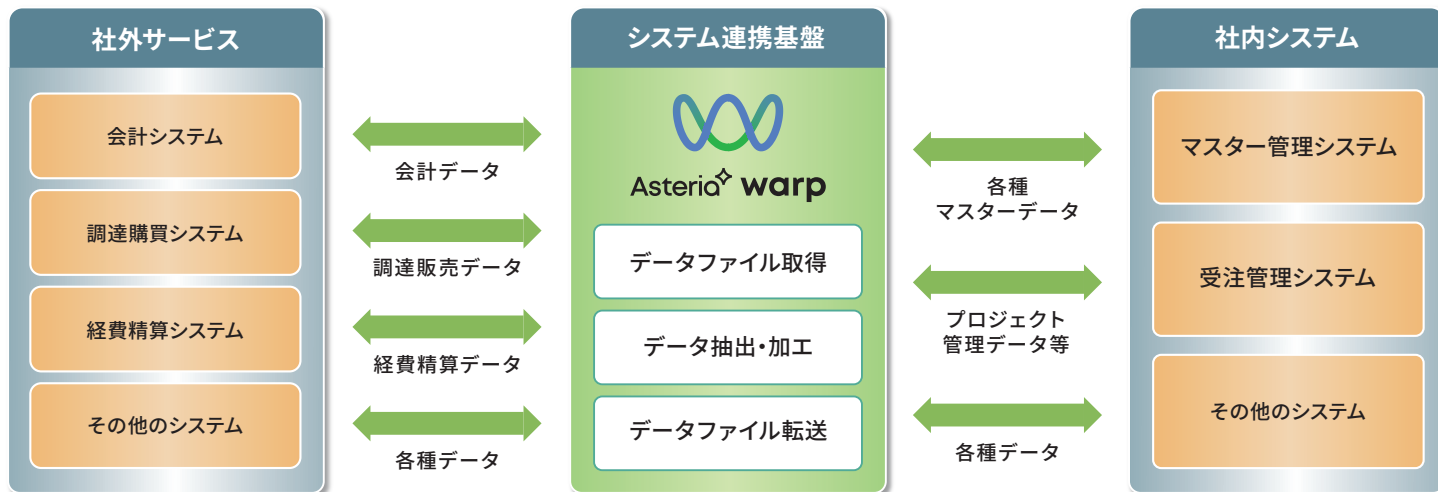 社外サービス
会計システム
調達購買システム
経費精算システム
その他のシステム
会計データ
調達販売データ
経費精算データ
各種データ
システム連携基盤
Asteria warp
データファイル取得
データ抽出・加工
データファイル転送
各種
マスターデータ
プロジェクト
管理データ等
各種データ
社内システム
マスター管理システム
受注管理システム
その他のシステム